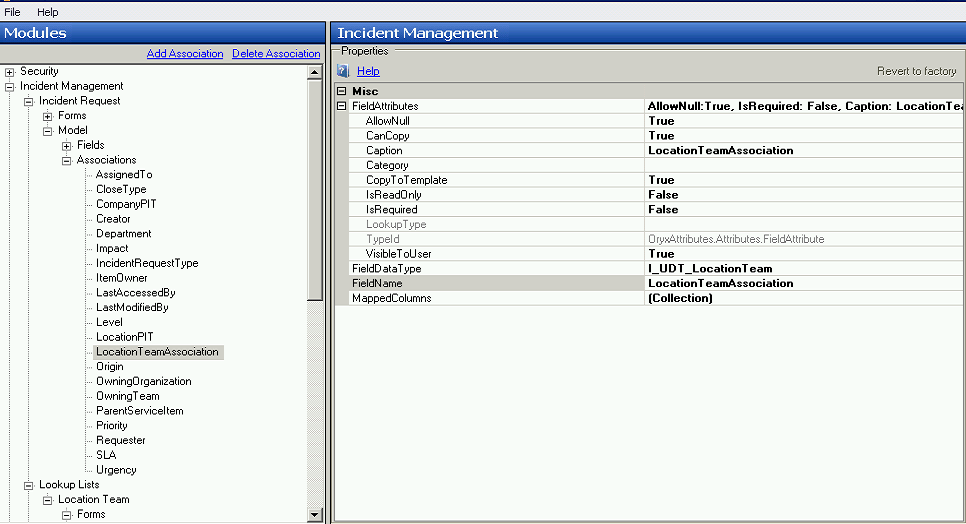 File Help
Modules
Add Association Delete Association
Security
Incident Management
Incident Request
Forms
Model
Fields
Associations
AssignedTo
CloseType
CompanyPIT
Creator
Department
Impact
IncidentRequestType
ItemOwner
LastAccessedBy
LastModifiedBy
Level
LocationPIT
LocationTeamAssociation
Origin
OwningOrganization
OwningTeam
ParentServiceItem
Priority
Requester
SLA
Urgency
Lookup Lists
Location Team
Forms
Incident Management
Properties
Help Revert to factory
Misc
FieldAttributes AllowNull:True, IsRequired: False, Caption: LocationTea
AllowNull True
CanCopy True
Caption LocationTeamAssociation
Category
CopyToTemplate True
IsReadOnly False
IsRequired False
LookupType
TypeId OryxAttributes.Attributes.FieldAttribute
VisibleToUser True
FieldDataType I_UDT_LocationTeam
FieldName LocationTeamAssociation
MappedColumns (Collection)